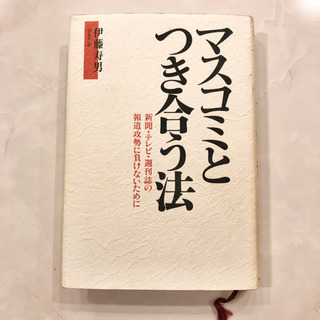 マスコミと
つき合う法
新聞・テレビ・週刊誌の
報道攻勢に負けないために
伊藤寿男